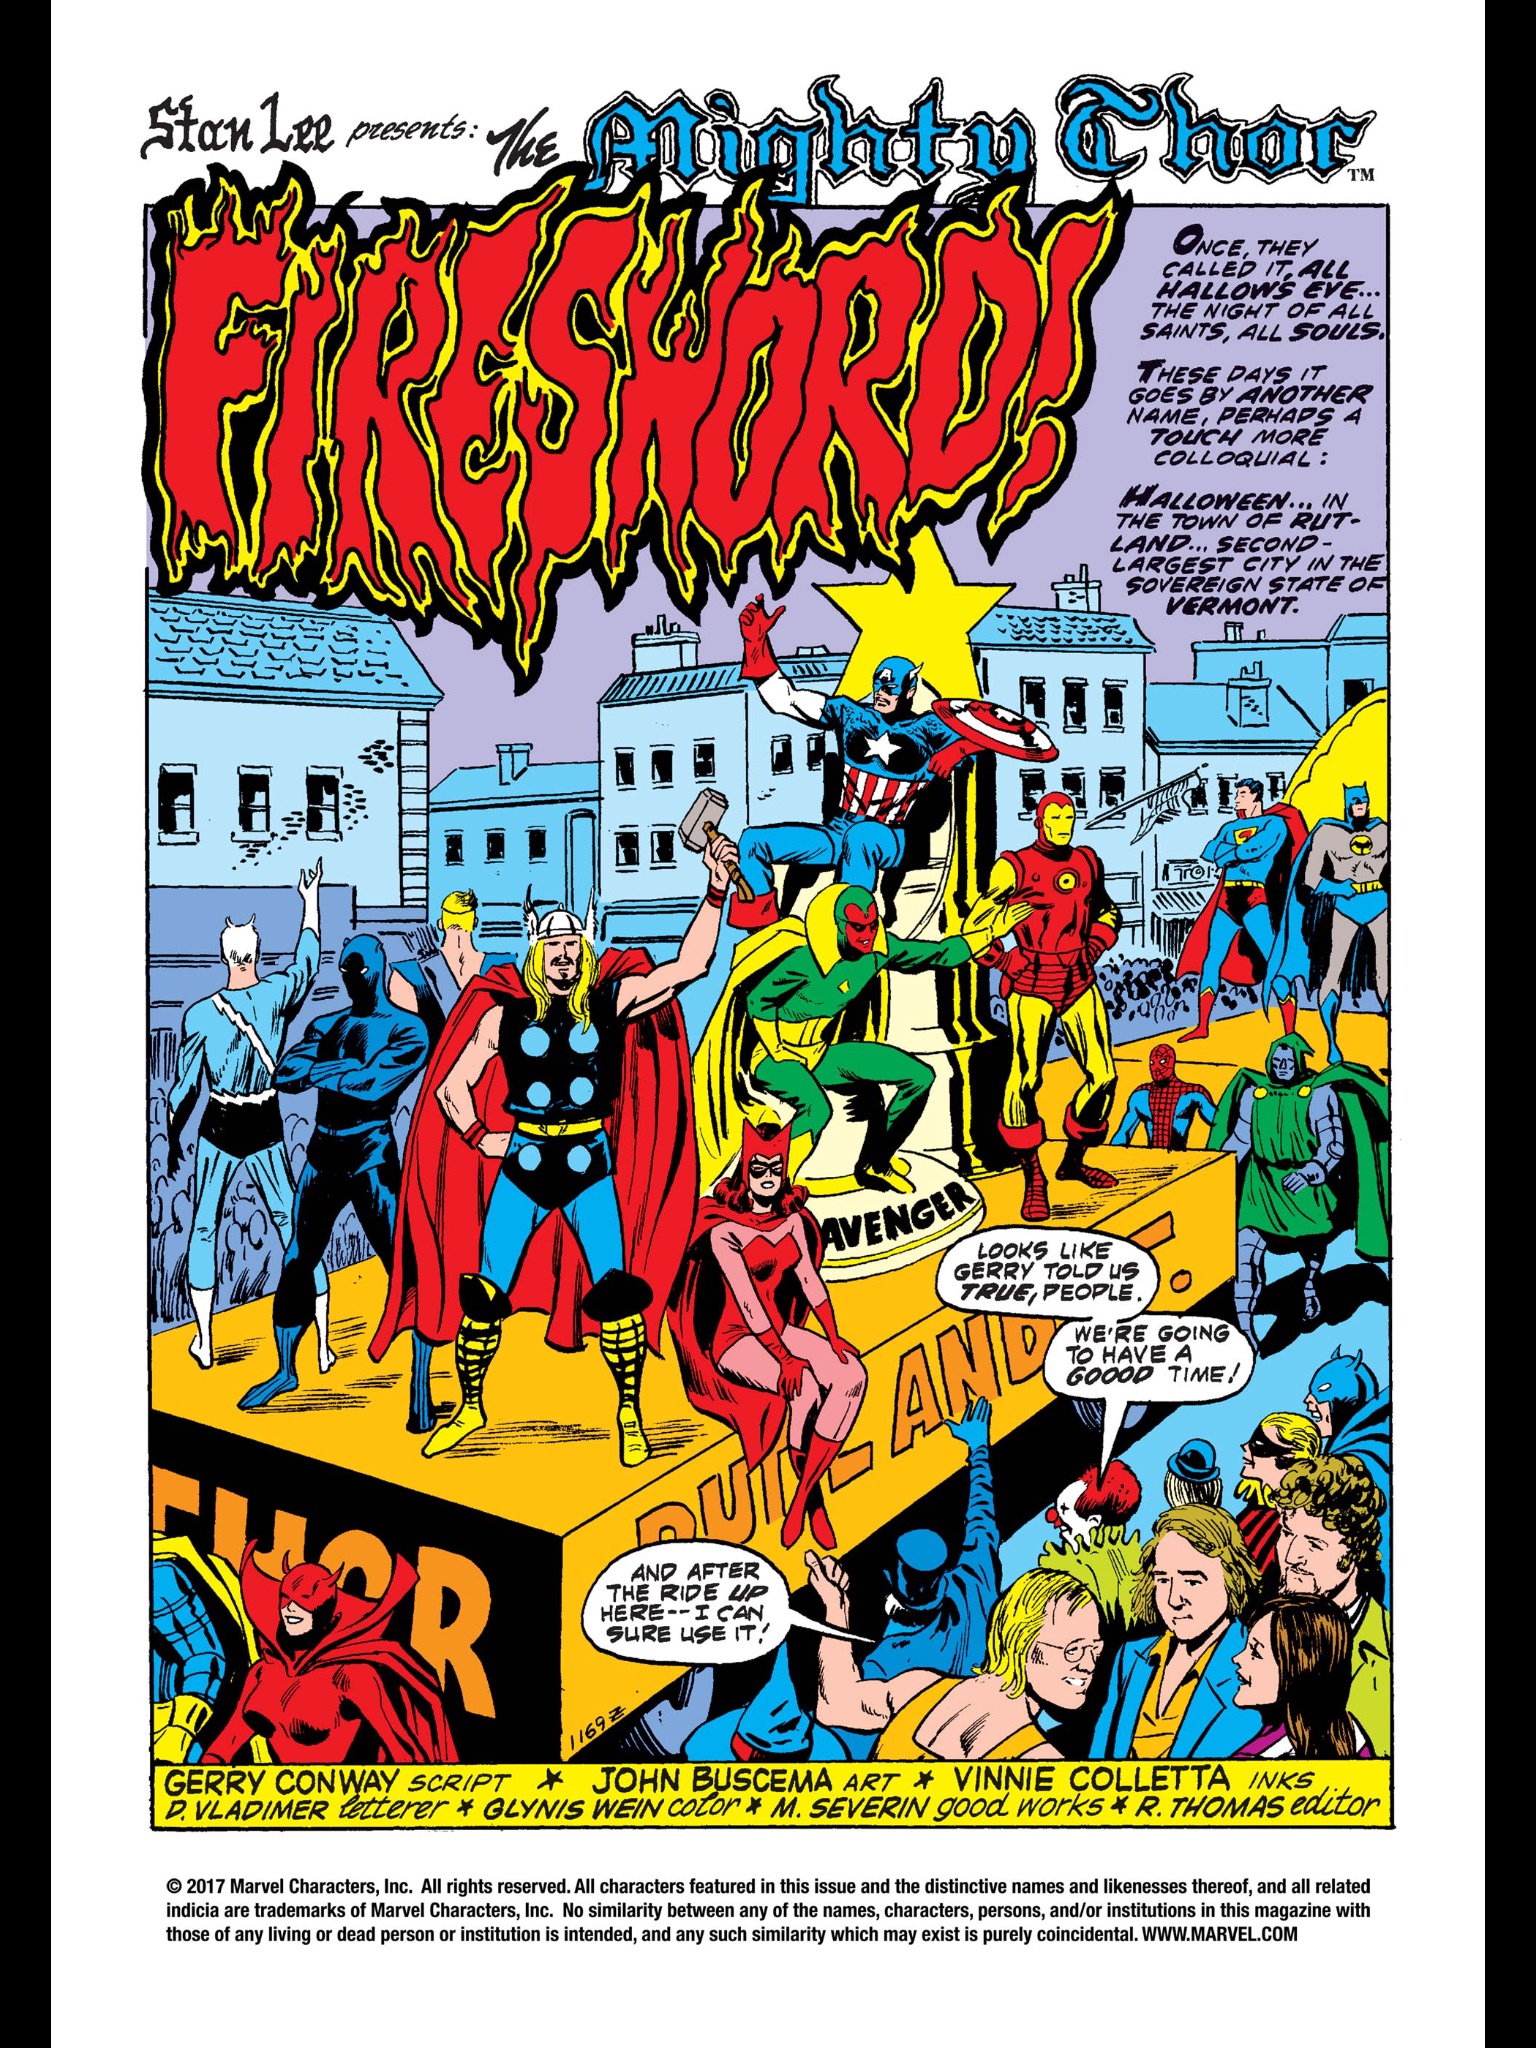 Stan Lee presents: The Mighty Thor™
FIRESWORD!
ONCE, THEY
CALLED IT, ALL
HALLOWS EVE...
THE NIGHT OF ALL
SAINTS, ALL SOULS.
THESE DAYS IT
GOES BY ANOTHER
NAME, PERHAPS A
TOUCH MORE
COLLOQUIAL:
HALLOWEEN... IN
THE TOWN OF RUT-
LAND... SECOND-
LARGEST CITY IN THE
SOVEREIGN STATE OF
VERMONT.
AVENGER
LOOKS LIKE
GERRY TOLD US
TRUE, PEOPLE.
WE'RE GOING
TO HAVE A
GOOOD TIME!
RUTLAND
THOR
AND AFTER
THE RIDE UP
HERE--I CAN
SURE USE IT!
1169Z
GERRY CONWAY SCRIPT ★ JOHN BUSCEMA ART ★ VINNIE COLLETTA INKS
D. VLADIMER letterer ★ GLYNIS WEIN color ★ M. SEVERIN good works ★ R. THOMAS editor
© 2017 Marvel Characters, Inc. All rights reserved. All characters featured in this issue and the distinctive names and likenesses thereof, and all related
indicia are trademarks of Marvel Characters, Inc. No similarity between any of the names, characters, persons, and/or institutions in this magazine with
those of any living or dead person or institution is intended, and any such similarity which may exist is purely coincidental. WWW.MARVEL.COM